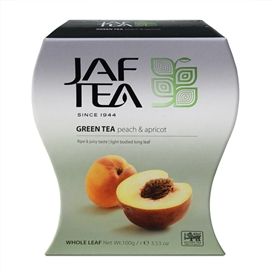 JAF
TEA
SINCE 1944
GREEN TEA peach & apricot
Ripe & juicy taste | light bodied long leaf
WHOLE LEAF Net Wt.100g / ℮ 3.53 oz